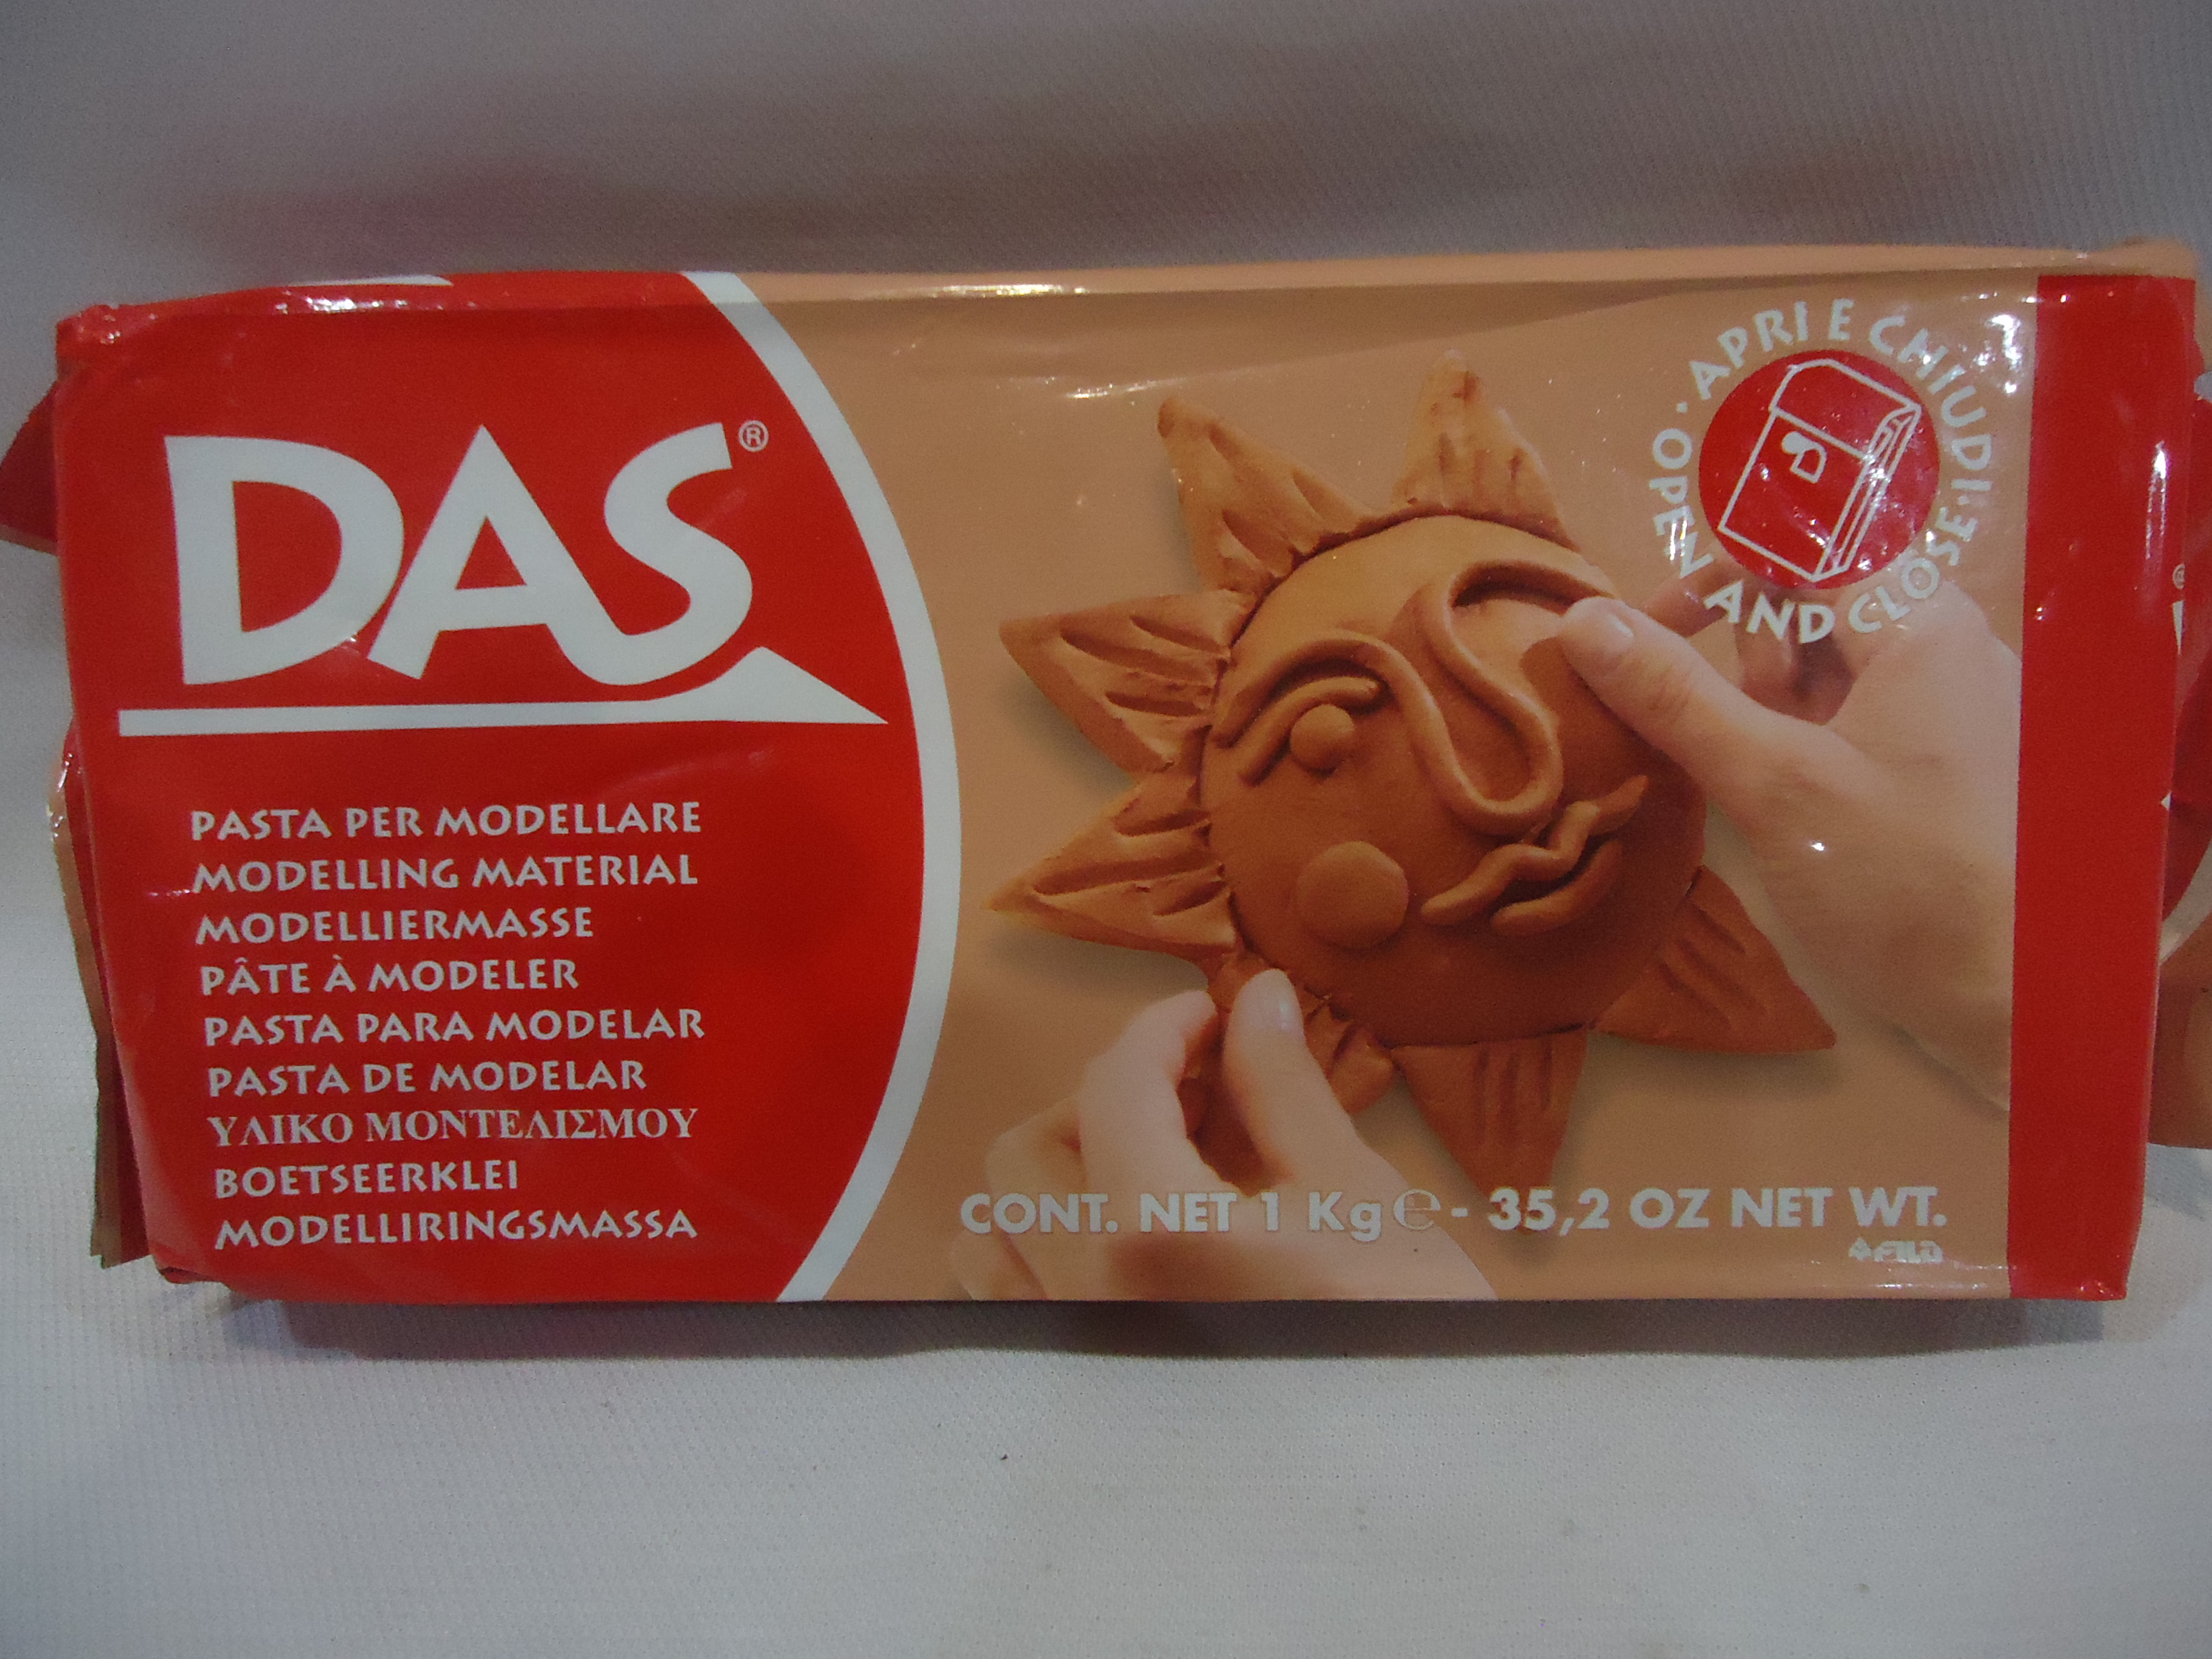 DAS®
PASTA PER MODELLARE
MODELLING MATERIAL
MODELLIERMASSE
PÂTE À MODELER
PASTA PARA MODELAR
PASTA DE MODELAR
ΥΛΙΚΟ ΜΟΝΤΕΛΙΣΜΟΥ
BOETSEERKLEI
MODELLIRINGSMASSA
APRI E CHIUDI · OPEN AND CLOSE ·
CONT. NET 1 Kg ℮ - 35,2 OZ NET WT.
FILA